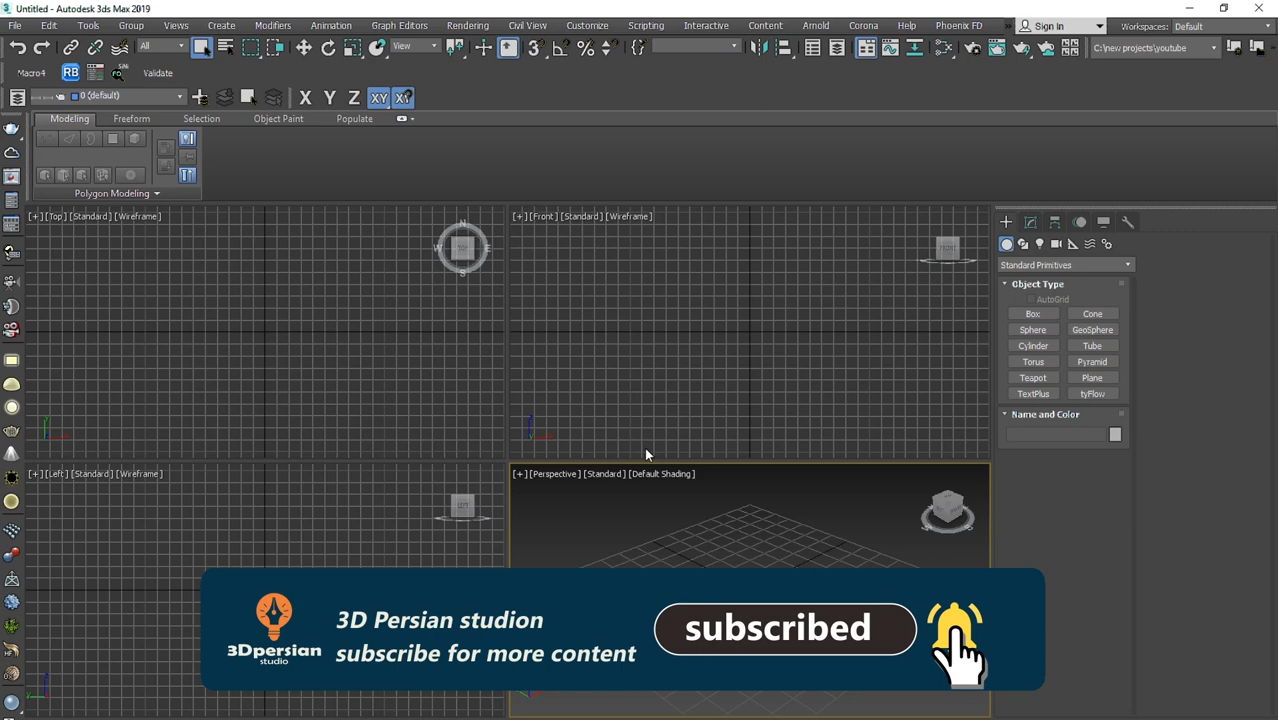 Untitled - Autodesk 3ds Max 2019
File Edit Tools Group Views Create Modifiers Animation Graph Editors Rendering Civil View Customize Scripting Interactive Content Arnold Corona Help Phoenix FD » Sign In Workspaces: Default
All View C:\new projects\youtube
Macro4 RB Validate
0 (default) X Y Z XY XY
Modeling Freeform Selection Object Paint Populate
Polygon Modeling
[+] [Top] [Standard] [Wireframe]
N
W TOP E
S
[+] [Front] [Standard] [Wireframe]
FRONT
Standard Primitives
Object Type
AutoGrid
Box Cone
Sphere GeoSphere
Cylinder Tube
Torus Pyramid
Teapot Plane
TextPlus tyFlow
Name and Color
[+] [Left] [Standard] [Wireframe]
LEFT
[+] [Perspective] [Standard] [Default Shading]
3Dpersian
studio
3D Persian studion
subscribe for more content
subscribed